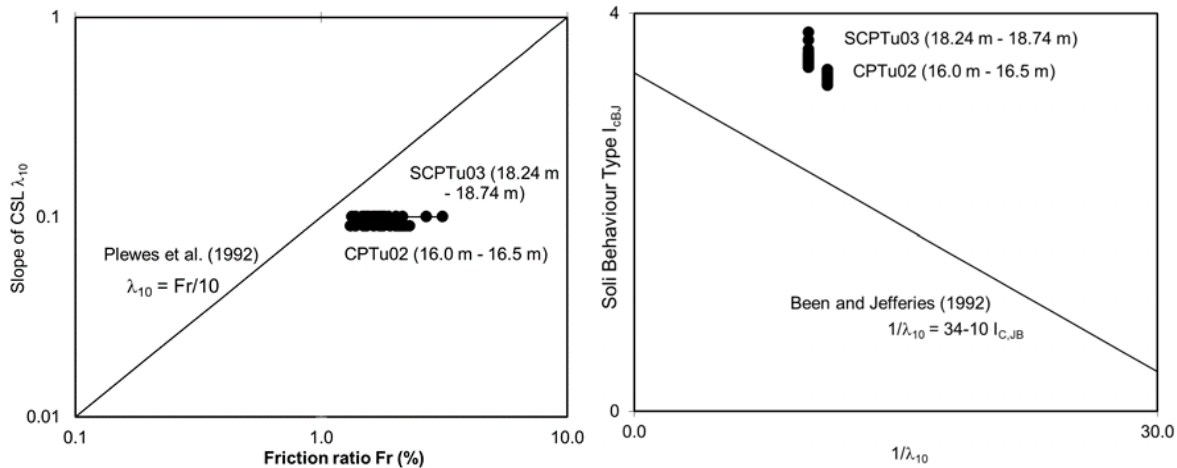 1
0.1
0.01
Slope of CSL λ₁₀
SCPTu03 (18.24 m
- 18.74 m)
CPTu02 (16.0 m - 16.5 m)
Plewes et al. (1992)
λ₁₀ = Fr/10
0.1
1.0
10.0
Friction ratio Fr (%)
4
0
Soli Behaviour Type I_cBJ
SCPTu03 (18.24 m - 18.74 m)
CPTu02 (16.0 m - 16.5 m)
Been and Jefferies (1992)
1/λ₁₀ = 34-10 I_C,JB
0.0
30.0
1/λ₁₀